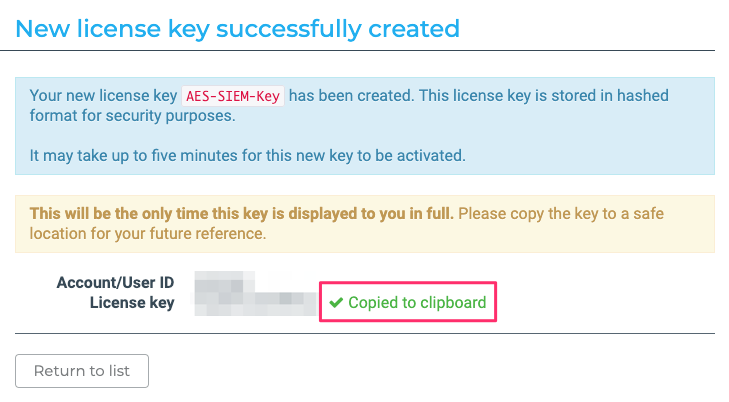 New license key successfully created
Your new license key AES-SIEM-Key has been created. This license key is stored in hashed
format for security purposes.
It may take up to five minutes for this new key to be activated.
This will be the only time this key is displayed to you in full. Please copy the key to a safe
location for your future reference.
Account/User ID
License key ✔ Copied to clipboard
Return to list